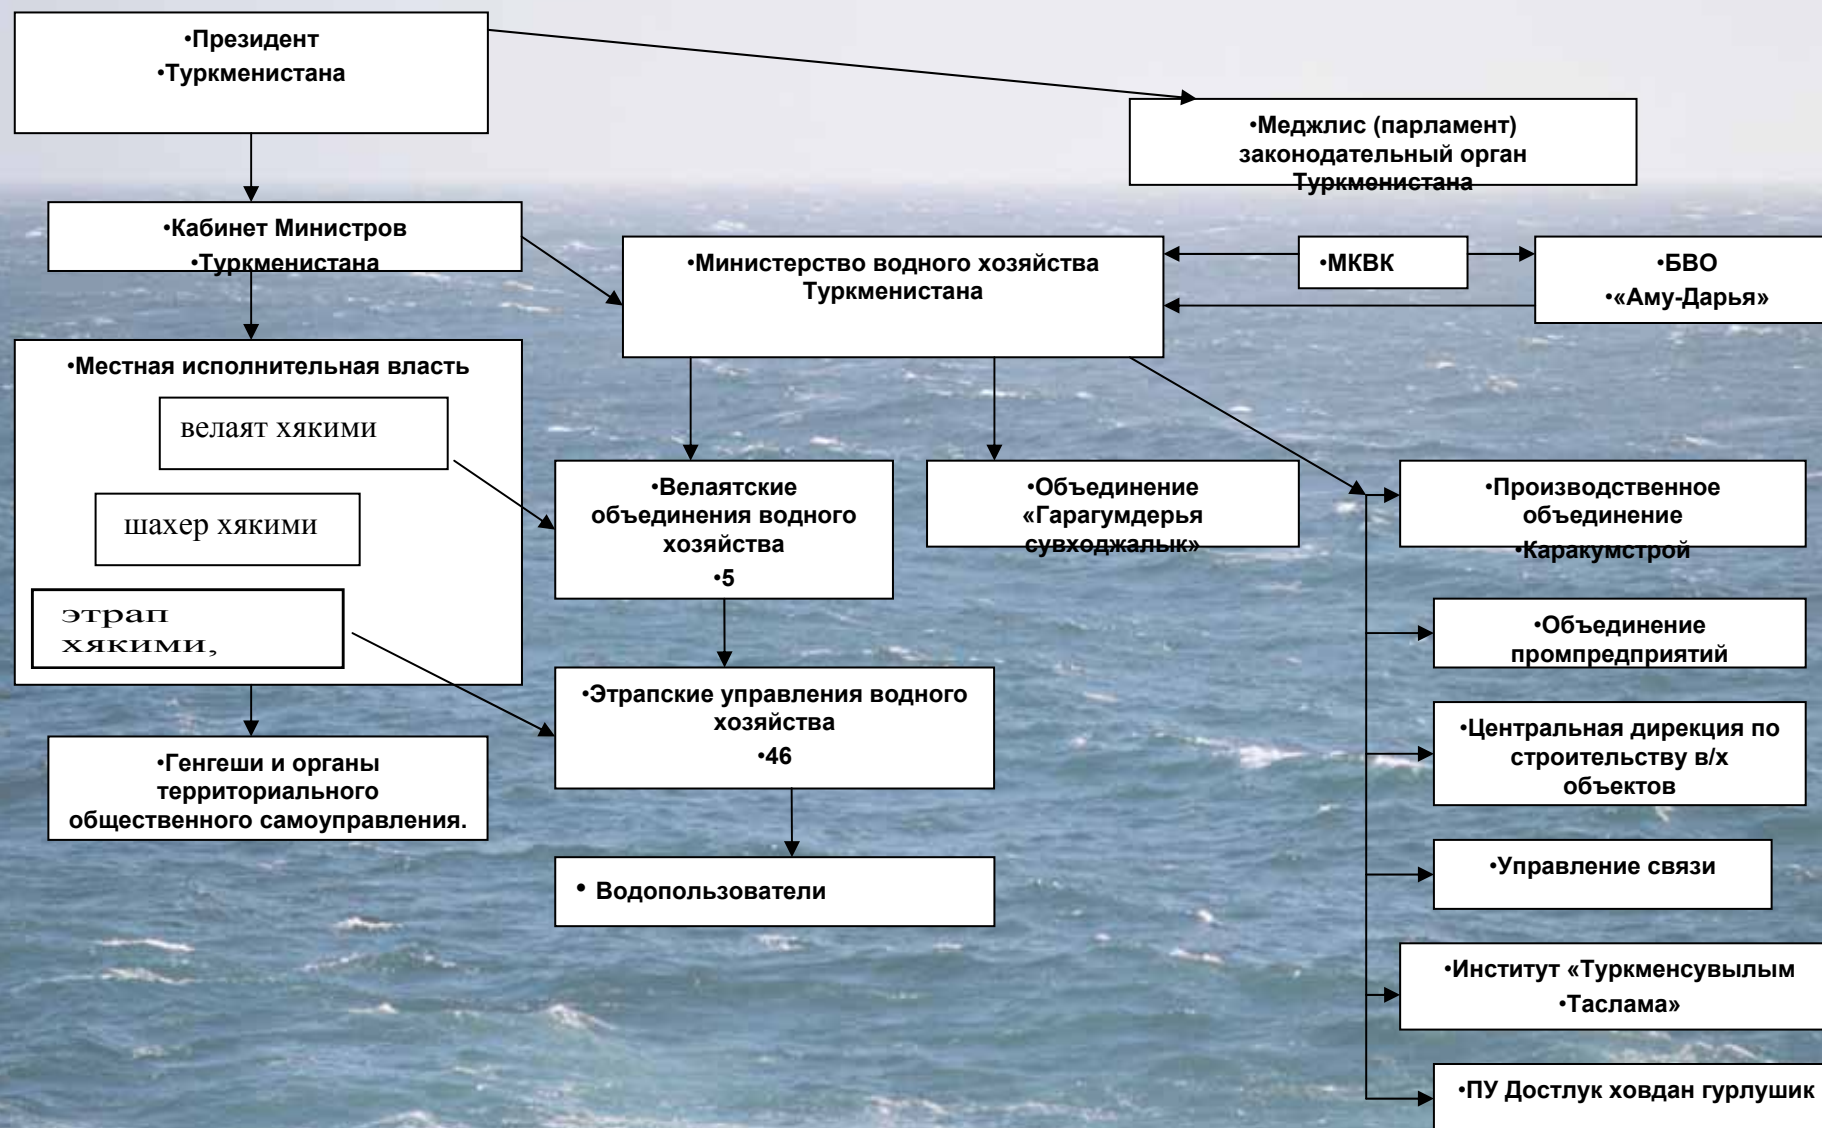 •Президент
•Туркменистана
•Меджлис (парламент)
законодательный орган
Туркменистана
•Кабинет Министров
•Туркменистана
•Министерство водного хозяйства
Туркменистана
•МКВК
•БВО
•«Аму-Дарья»
•Местная исполнительная власть
велаят хякими
шахер хякими
этрап
хякими,
•Велаятские
объединения водного
хозяйства
•5
•Объединение
«Гарагумдерья
сувходжалык»
•Производственное
объединение
•Каракумстрой
•Объединение
промпредприятий
•Этрапские управления водного
хозяйства
•46
•Центральная дирекция по
строительству в/х
объектов
•Генгеши и органы
территориального
общественного самоуправления.
•Управление связи
• Водопользователи
•Институт «Туркменсувылым
•Таслама»
•ПУ Достлук ховдан гурлушик